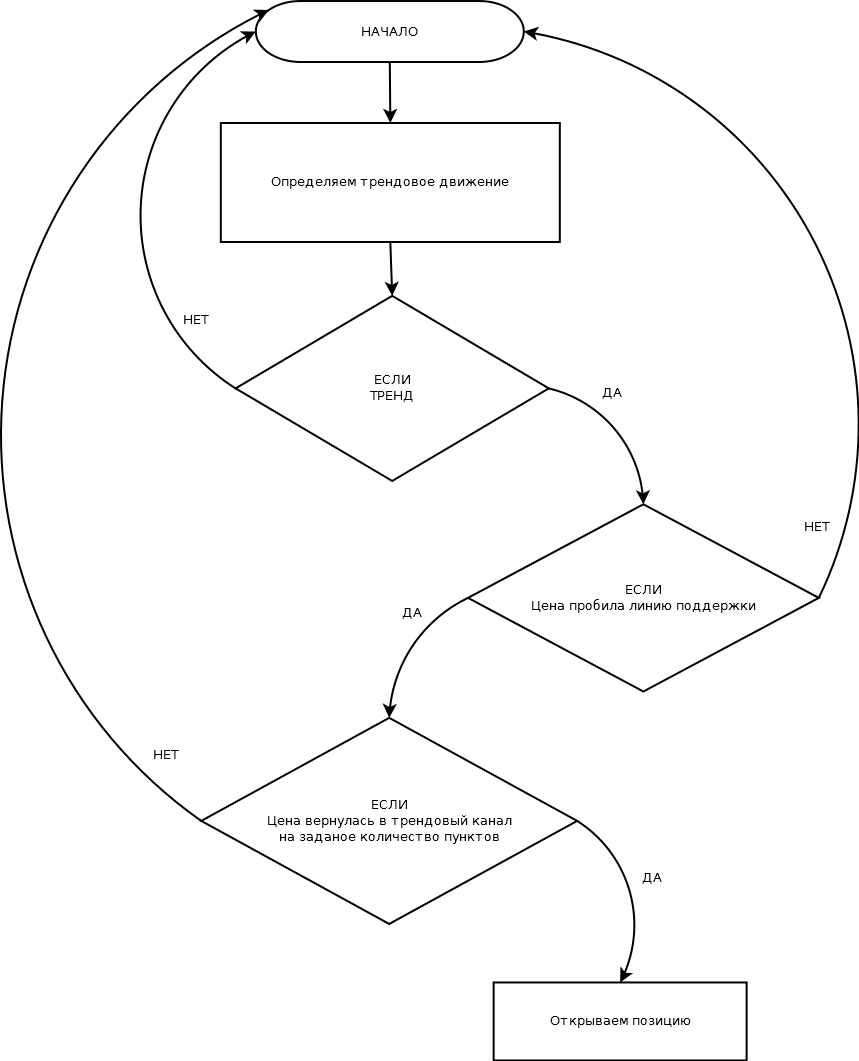 НАЧАЛО
Определяем трендовое движение
НЕТ
ЕСЛИ
ТРЕНД
ДА
НЕТ
ЕСЛИ
Цена пробила линию поддержки
ДА
НЕТ
ЕСЛИ
Цена вернулась в трендовый канал
на заданое количество пунктов
ДА
Открываем позицию